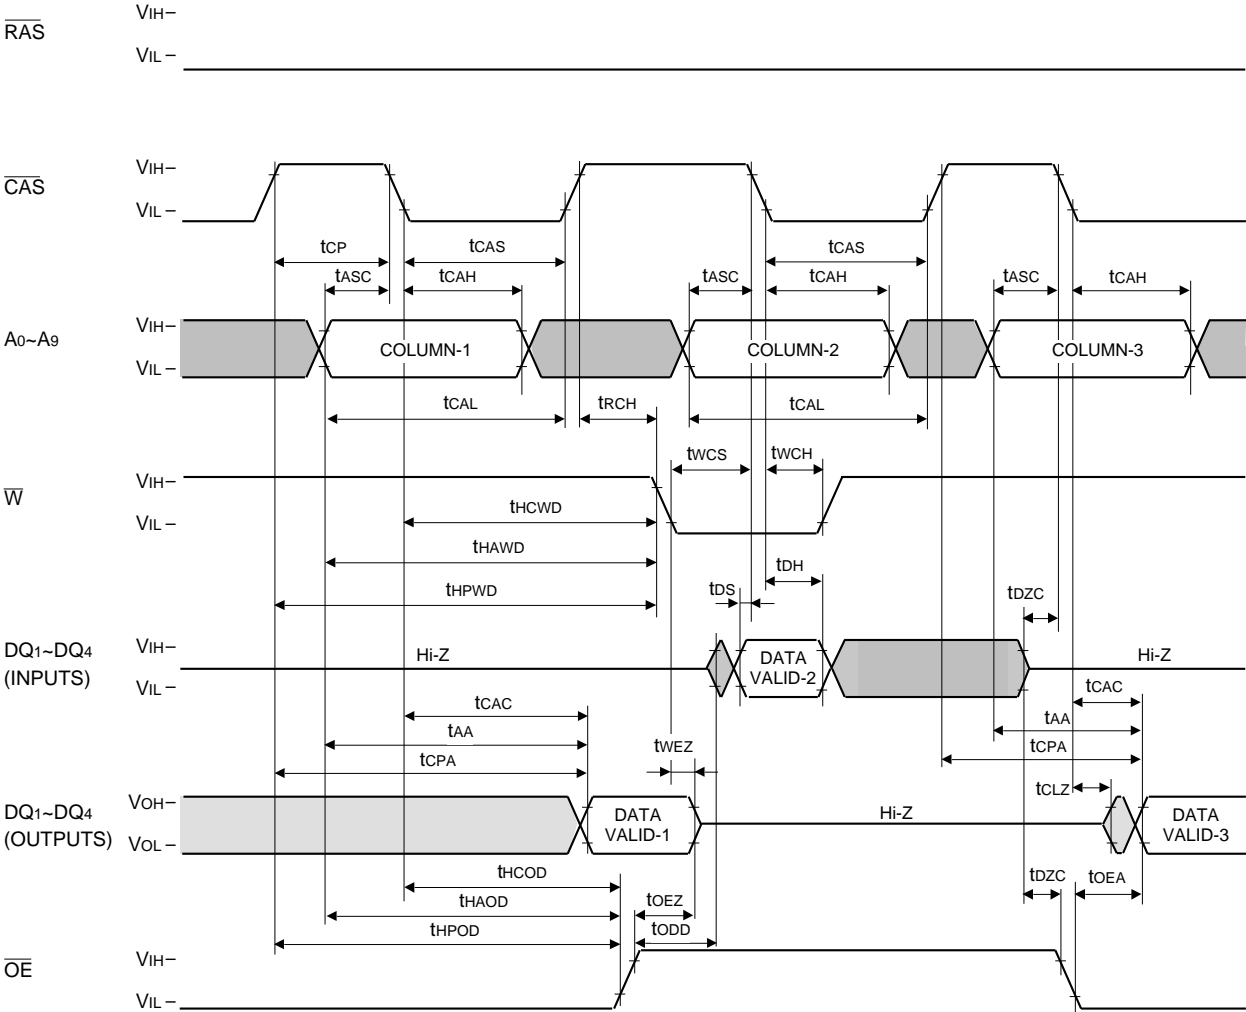 RAS
VIH
VIL
CAS
VIH
VIL
tCP
tCAS
tCAS
tASC
tCAH
tASC
tCAH
tASC
tCAH
A0~A9
VIH
VIL
COLUMN-1
COLUMN-2
COLUMN-3
tCAL
tRCH
tCAL
tWCS
tWCH
W
VIH
VIL
tHCWD
tHAWD
tHPWD
tDH
tDS
tDZC
DQ1~DQ4
(INPUTS)
VIH
VIL
Hi-Z
DATA
VALID-2
Hi-Z
tCAC
tAA
tCPA
tWEZ
tCAC
tAA
tCPA
tCLZ
DQ1~DQ4
(OUTPUTS)
VOH
VOL
DATA
VALID-1
Hi-Z
DATA
VALID-3
tHCOD
tHAOD
tHPOD
tOEZ
tODD
tDZC
tOEA
OE
VIH
VIL